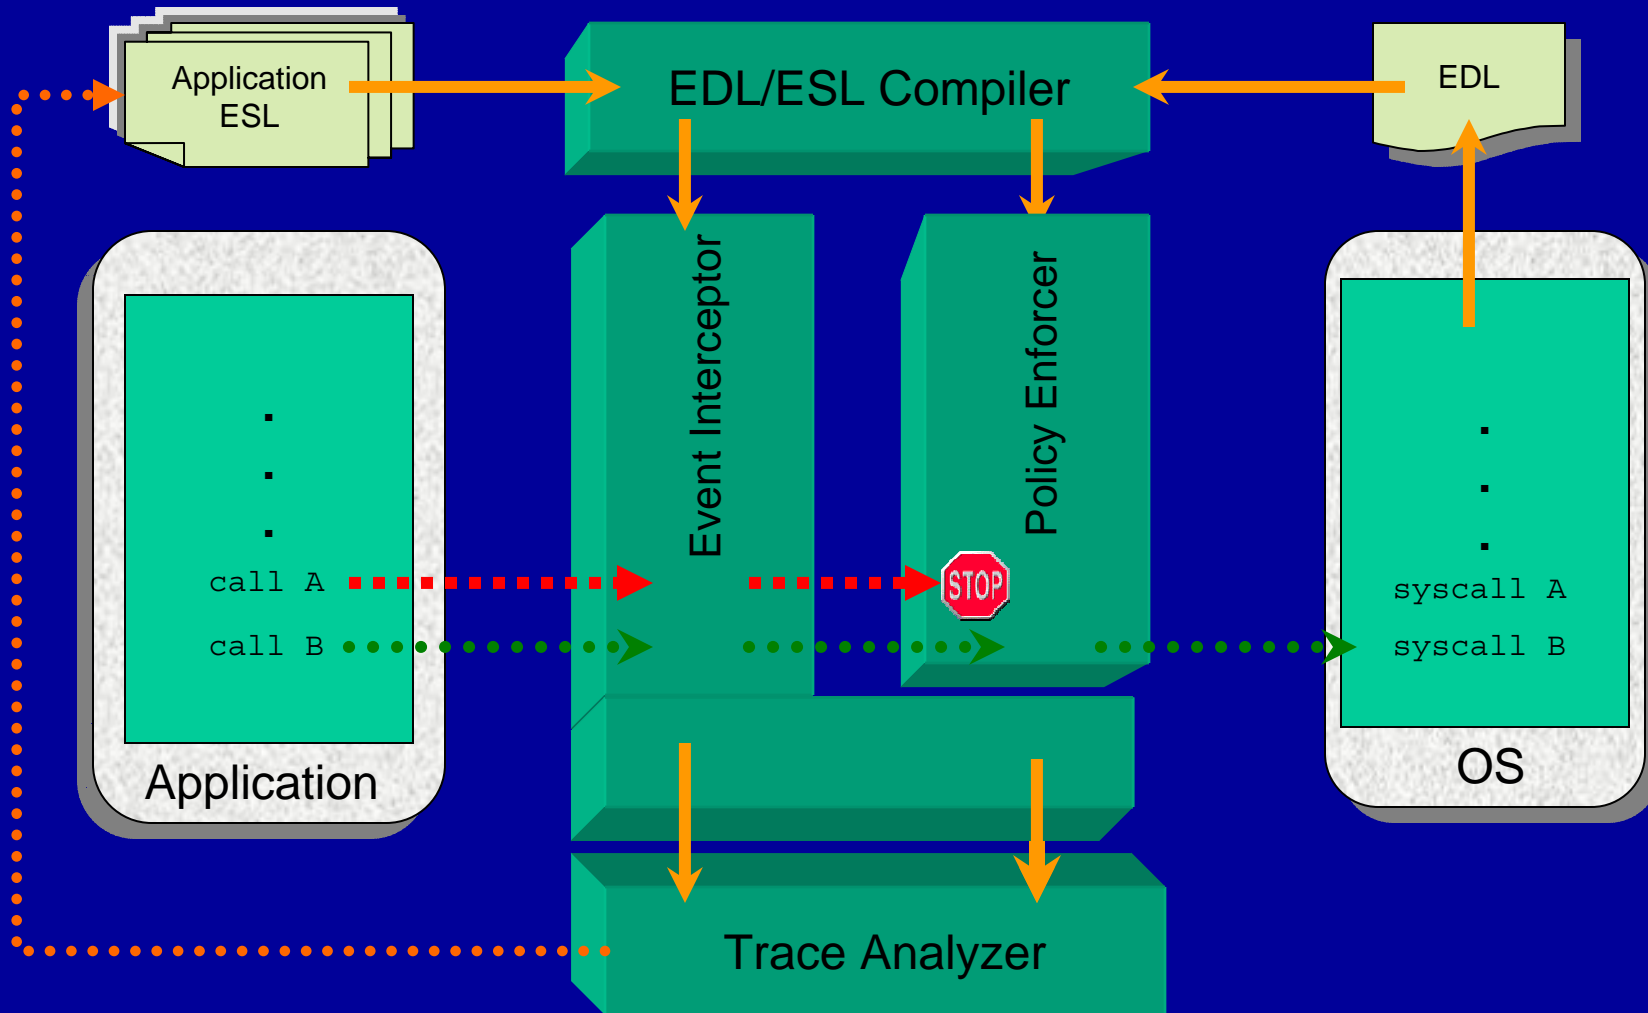 Application
ESL
EDL/ESL Compiler
EDL
Event Interceptor
Policy Enforcer
.
.
.
call A
call B
STOP
.
.
.
syscall A
syscall B
Application
OS
Trace Analyzer